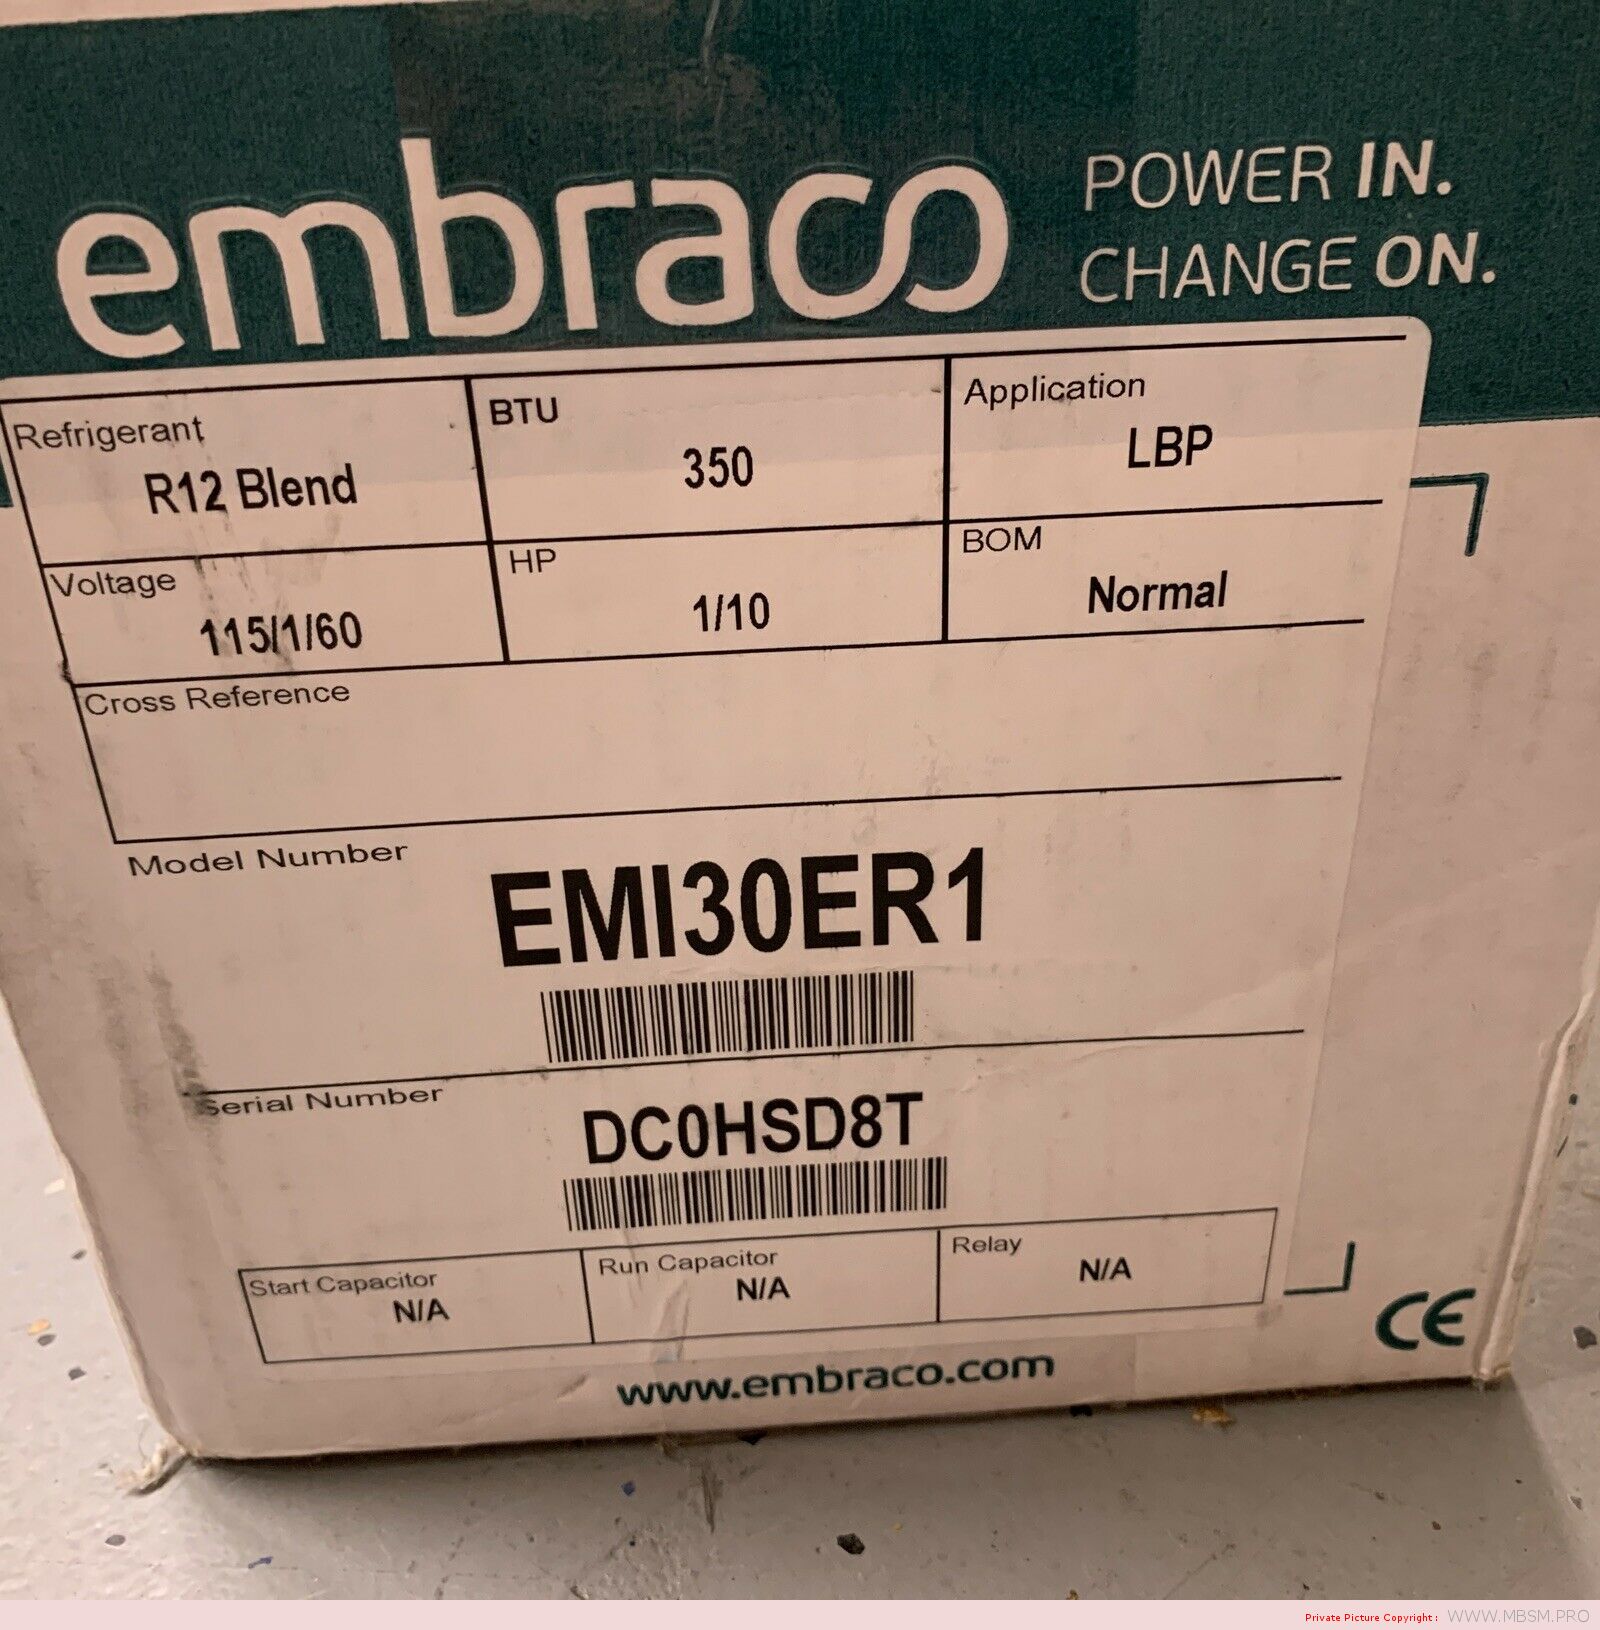 embraco
POWER IN.
CHANGE ON.
Refrigerant
R12 Blend
BTU
350
Application
LBP
Voltage
115/1/60
HP
1/10
BOM
Normal
Cross Reference
Model Number
EMI30ER1
Serial Number
DC0HSD8T
Start Capacitor
N/A
Run Capacitor
N/A
Relay
N/A
CE
www.embraco.com
Private Picture Copyright : WWW.MBSM.PRO